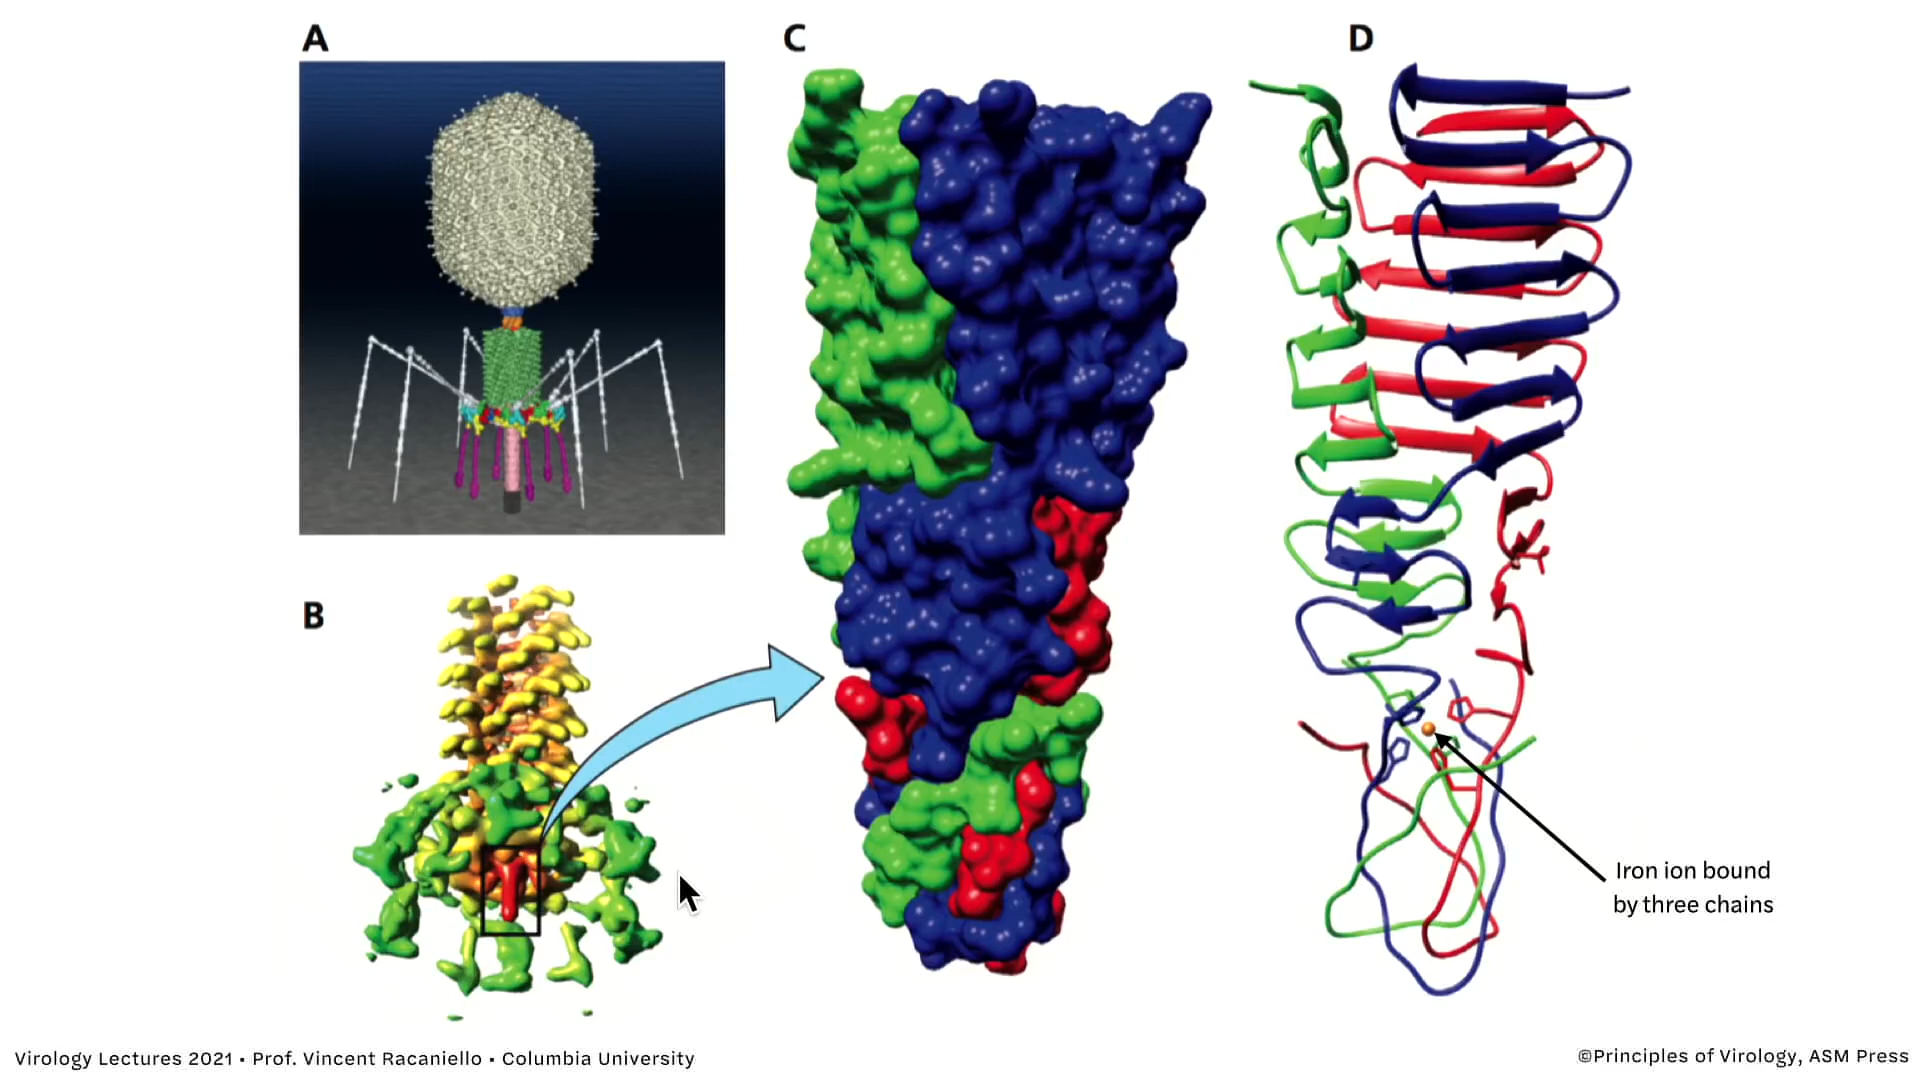 A
C
D
B
Iron ion bound
by three chains
Virology Lectures 2021 • Prof. Vincent Racaniello • Columbia University
©Principles of Virology, ASM Press